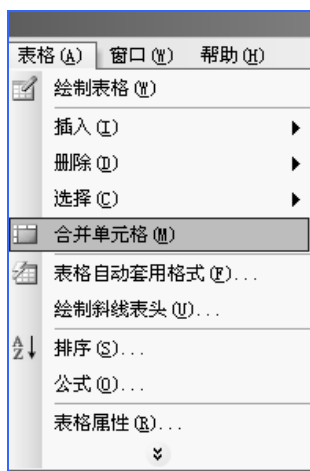 表格(A) 窗口(W) 帮助(H)
绘制表格(W)
插入(I)
删除(D)
选择(C)
合并单元格(M)
表格自动套用格式(F)...
绘制斜线表头(U)...
A
Z
排序(S)...
公式(O)...
表格属性(R)...